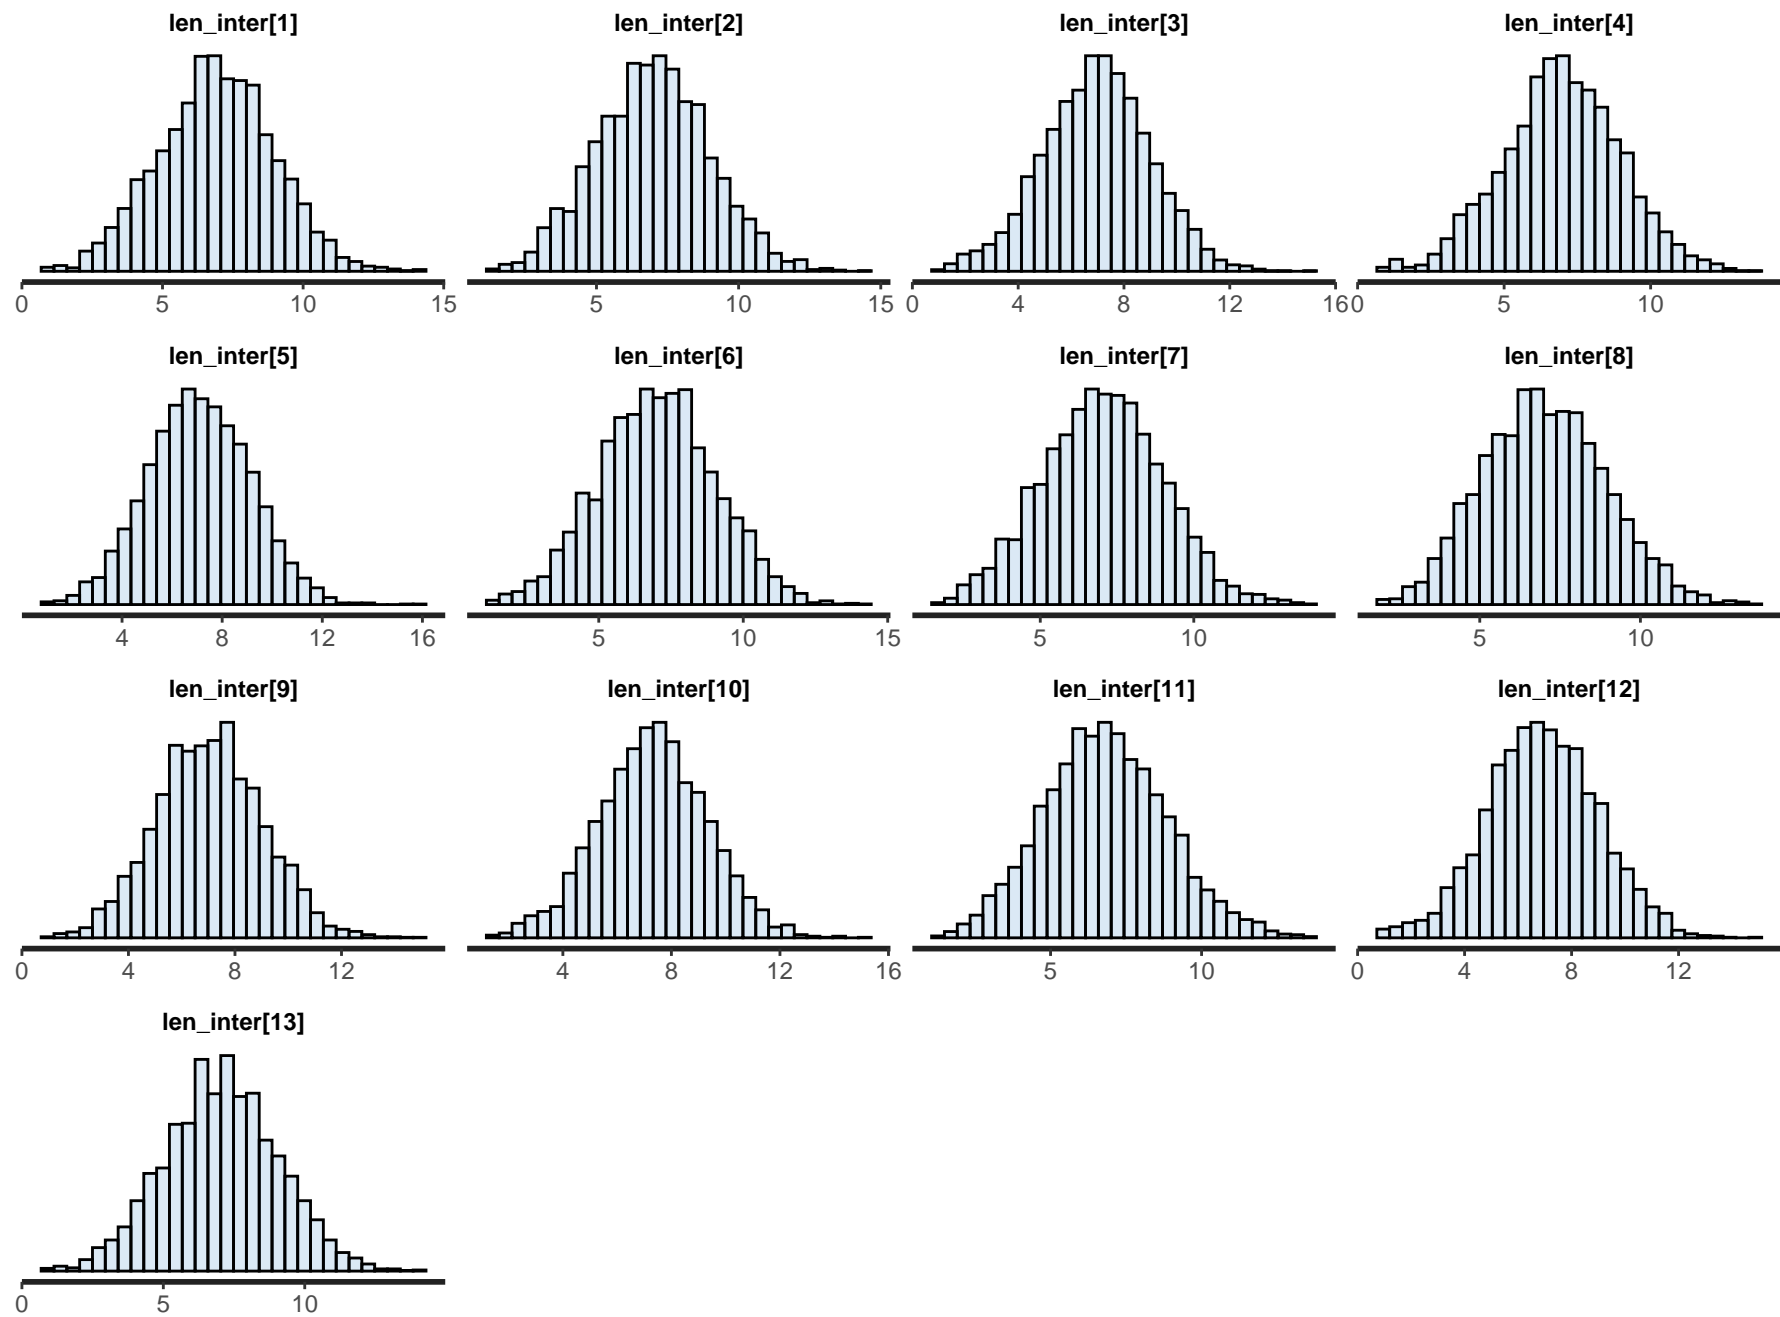 len_inter[1] len_inter[2] len_inter[3] len_inter[4]
0 5 10 15 5 10 15 0 4 8 12 16 0 5 10
len_inter[5] len_inter[6] len_inter[7] len_inter[8]
4 8 12 16 5 10 15 5 10 5 10
len_inter[9] len_inter[10] len_inter[11] len_inter[12]
0 4 8 12 4 8 12 16 5 10 0 4 8 12
len_inter[13]
0 5 10